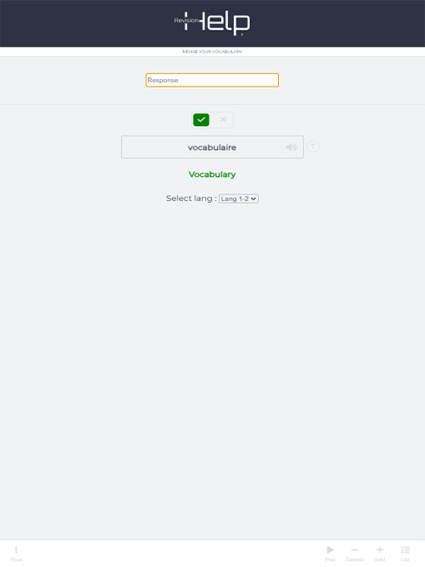 Revision Help
REVISE YOUR VOCABULARY
Response
vocabulaire
?
Vocabulary
Select lang : Lang 1-2
Plus
Play
Delete
Add
List